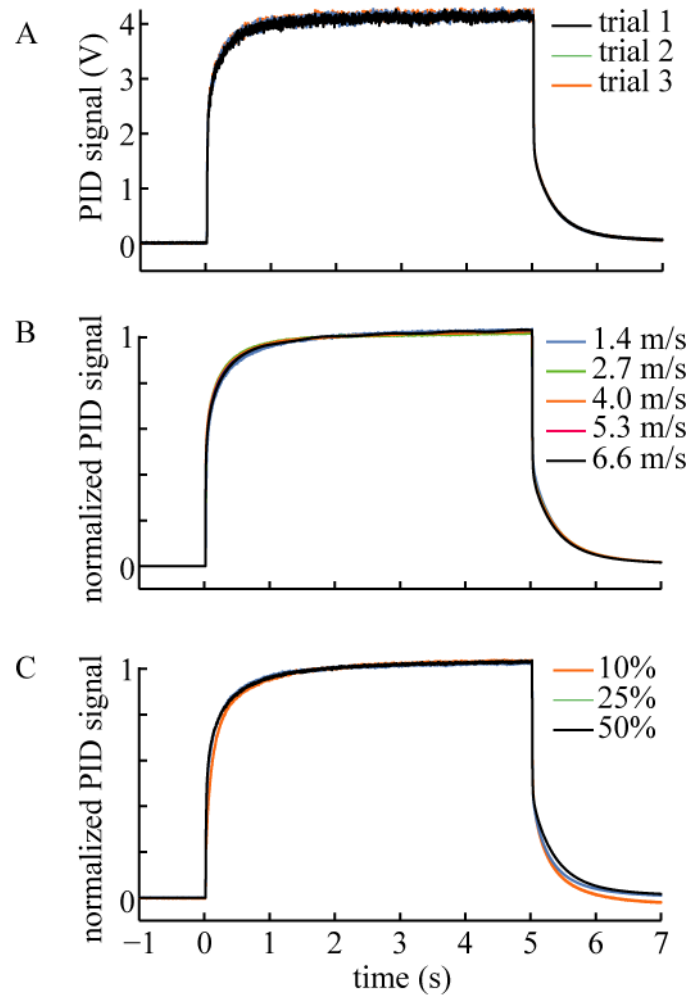 A
PID signal (V)
4
3
2
1
0
trial 1
trial 2
trial 3
B
normalized PID signal
1
0
1.4 m/s
2.7 m/s
4.0 m/s
5.3 m/s
6.6 m/s
C
normalized PID signal
1
0
10%
25%
50%
−1 0 1 2 3 4 5 6 7
time (s)